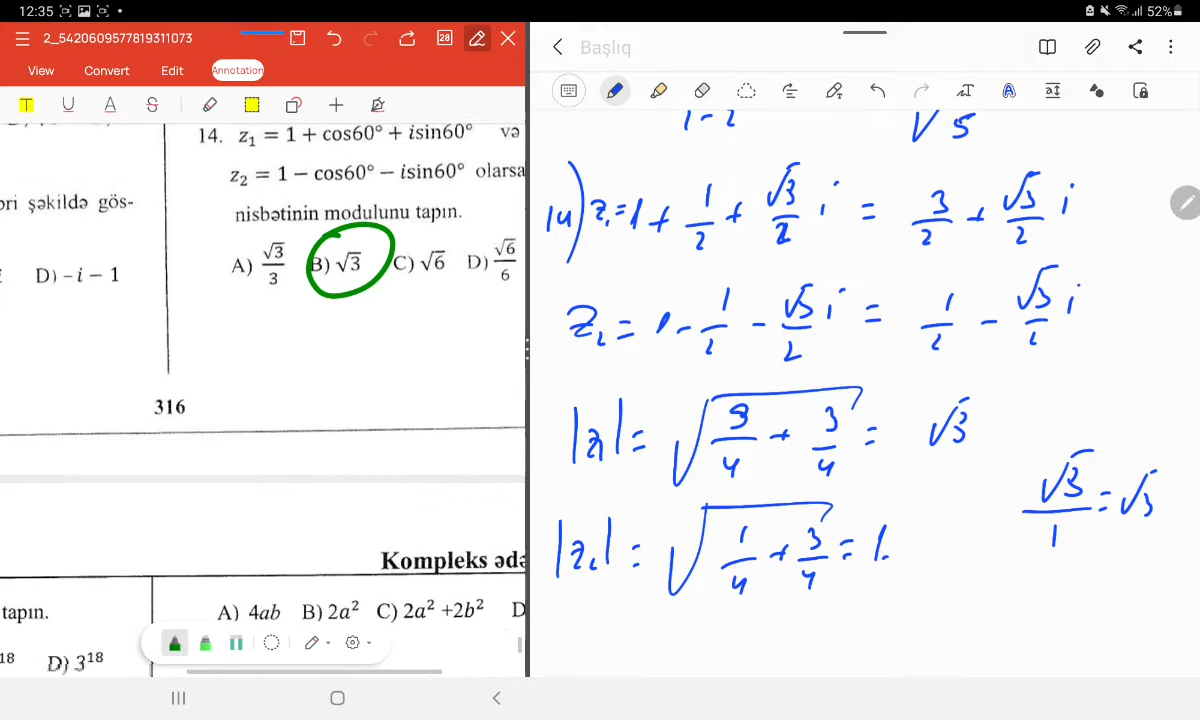 12:35
52%
2_5420609577819311073
28
View Convert Edit Annotation
14. z₁ = 1 + cos60° + isin60° və
z₂ = 1 − cos60° − isin60° olarsa
nisbətinin modulunu tapın.
A) √3/3 B) √3 C) √6 D) √6/6
şəkildə gös-
D) −i − 1
316
Kompleks ədə
tapın.
A) 4ab B) 2a² C) 2a² +2b² D
18 D) 3¹⁸
Başlıq
1-2 √5
14) z₁ = 1 + 1/2 + √3/2 i = 3/2 + √3/2 i
z₂ = 1 - 1/2 - √3/2 i = 1/2 - √3/2 i
|z₁| = √(9/4 + 3/4) = √3
√3/1 = √3
|z₂| = √(1/4 + 3/4) = 1.